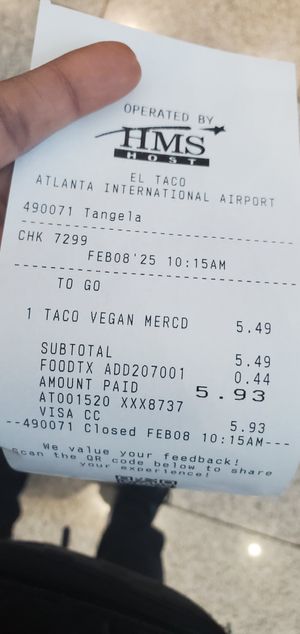 OPERATED BY
HMS
HOST
EL TACO
ATLANTA INTERNATIONAL AIRPORT
490071 Tangela
CHK 7299
FEB08'25 10:15AM
TO GO
1 TACO VEGAN MERCD 5.49
SUBTOTAL 5.49
FOODTX ADD207001 0.44
AMOUNT PAID 5.93
AT001520 XXX8737
VISA CC 5.93
--490071 Closed FEB08 10:15AM---
We value your feedback!
Scan the QR code below to share
your experience!